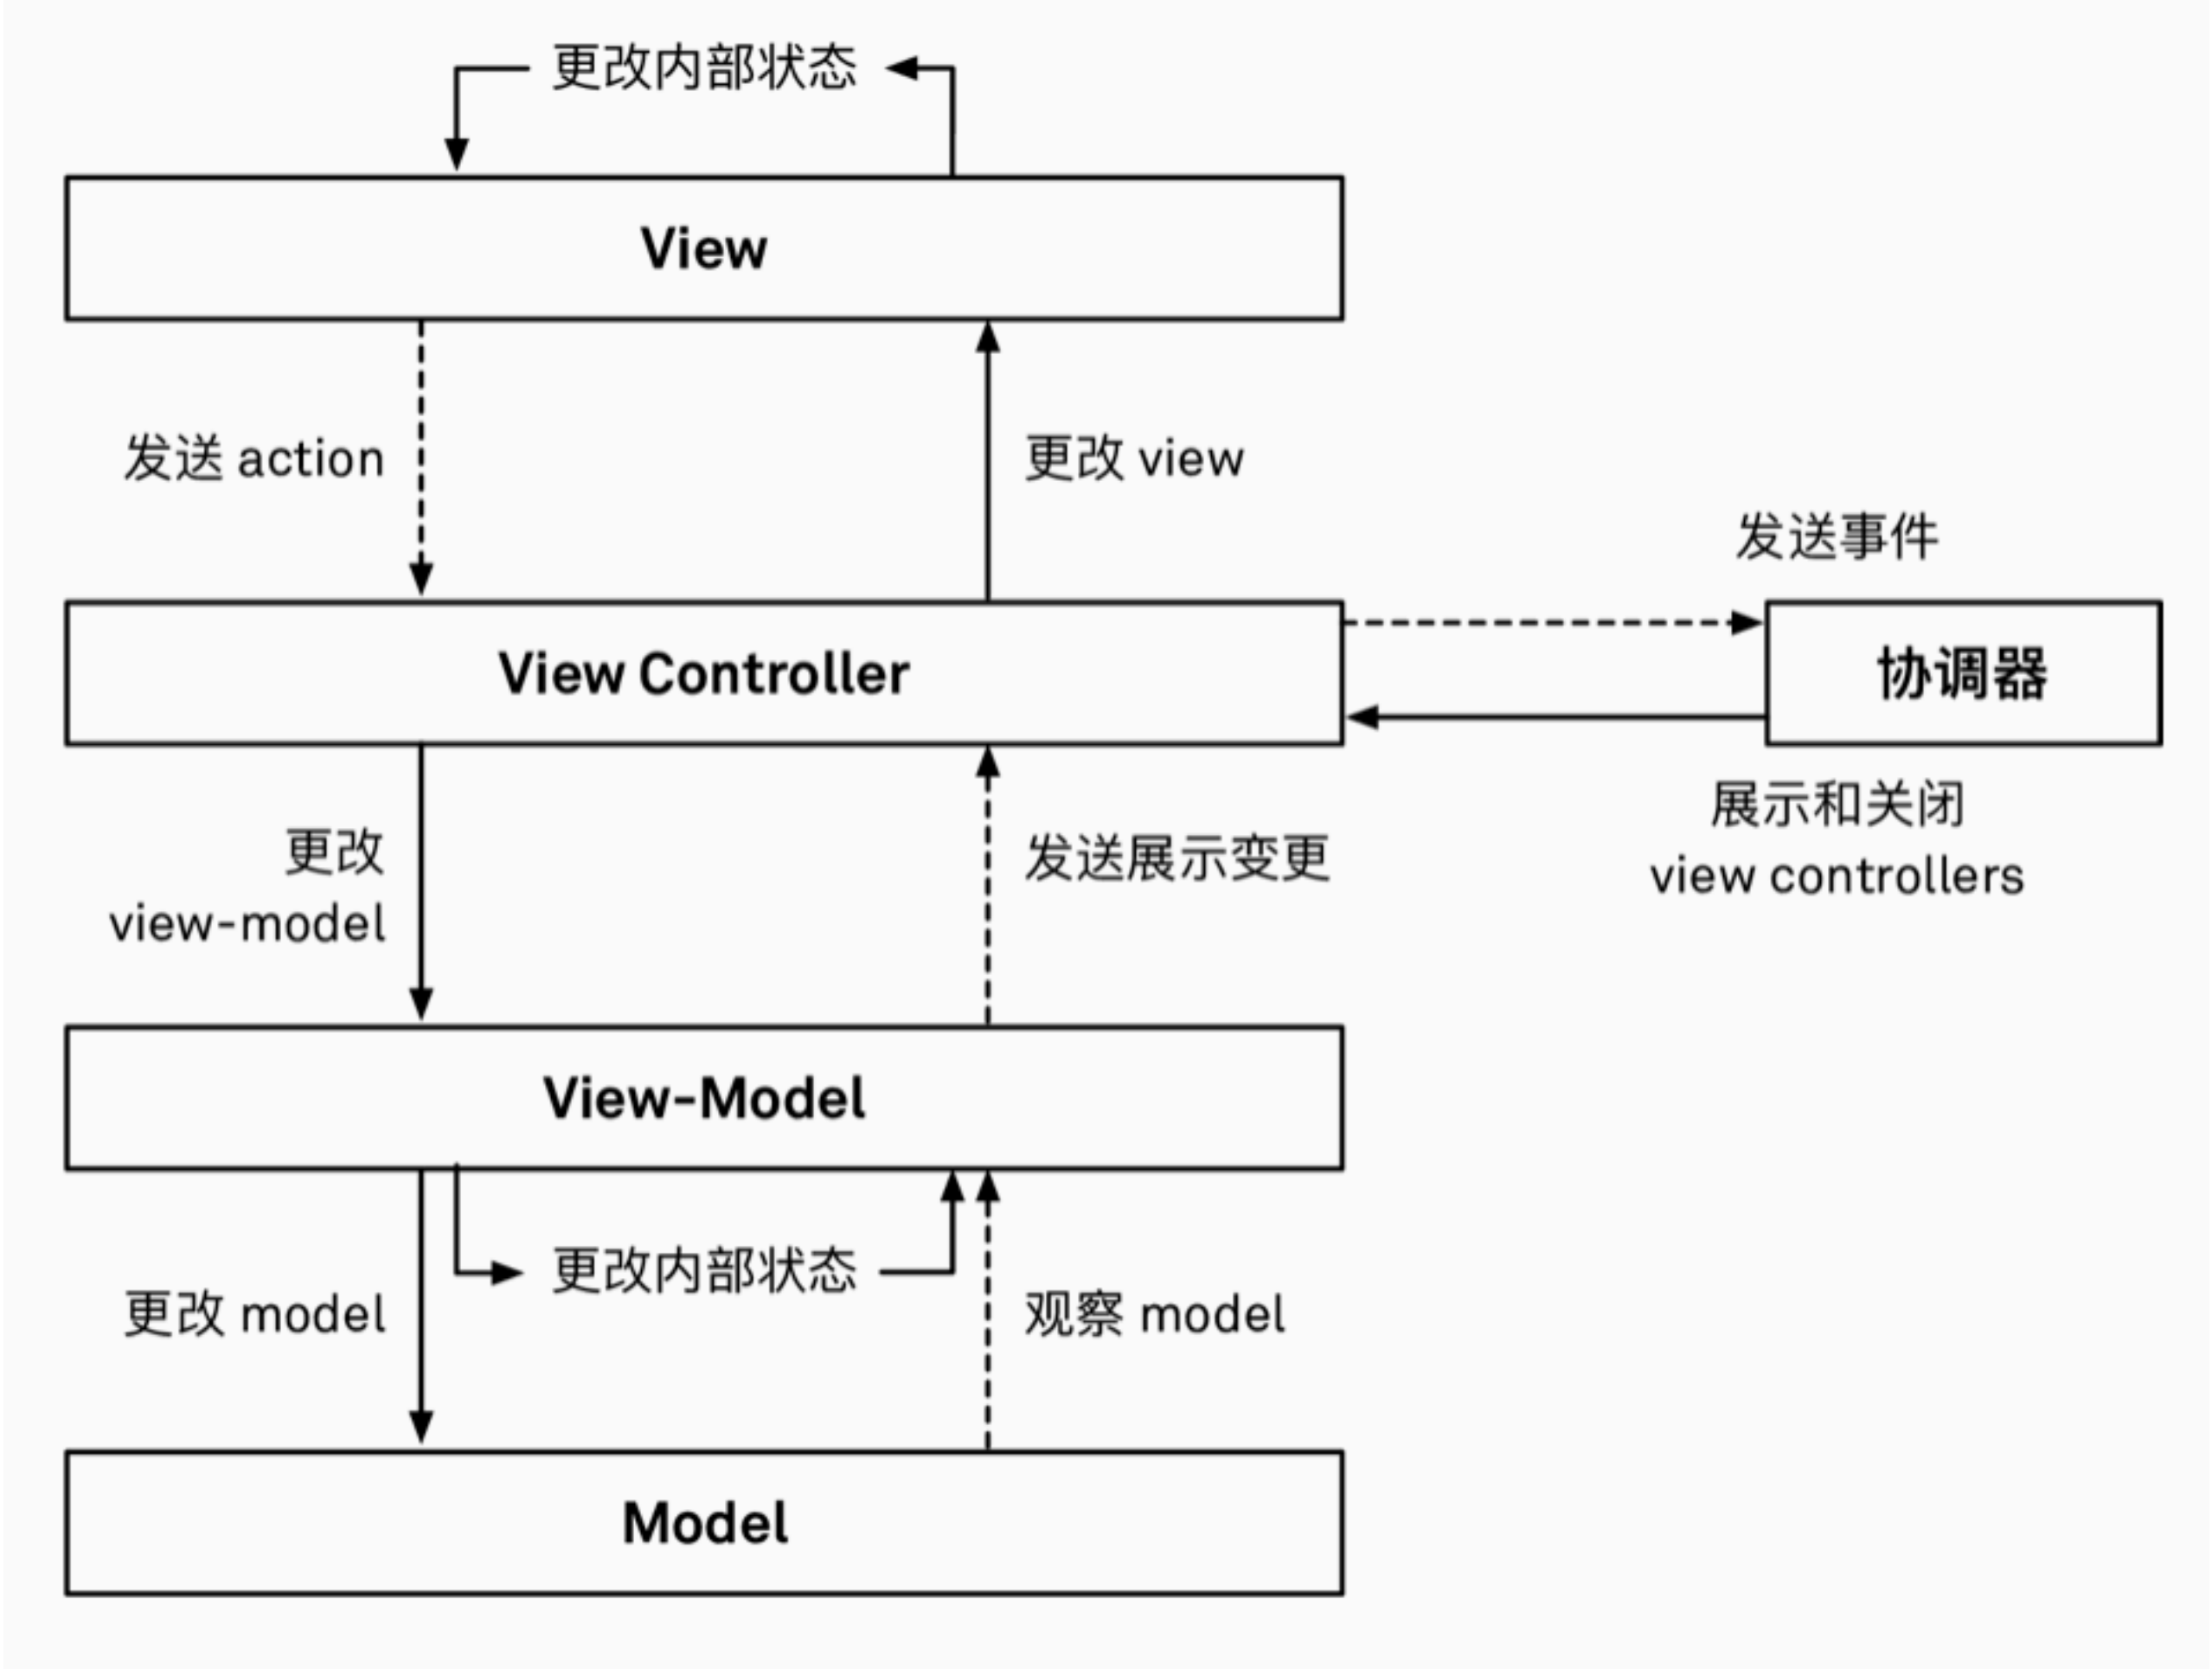 更改内部状态
View
发送 action
更改 view
发送事件
View Controller
协调器
展示和关闭
view controllers
更改
view-model
发送展示变更
View-Model
更改内部状态
更改 model
观察 model
Model